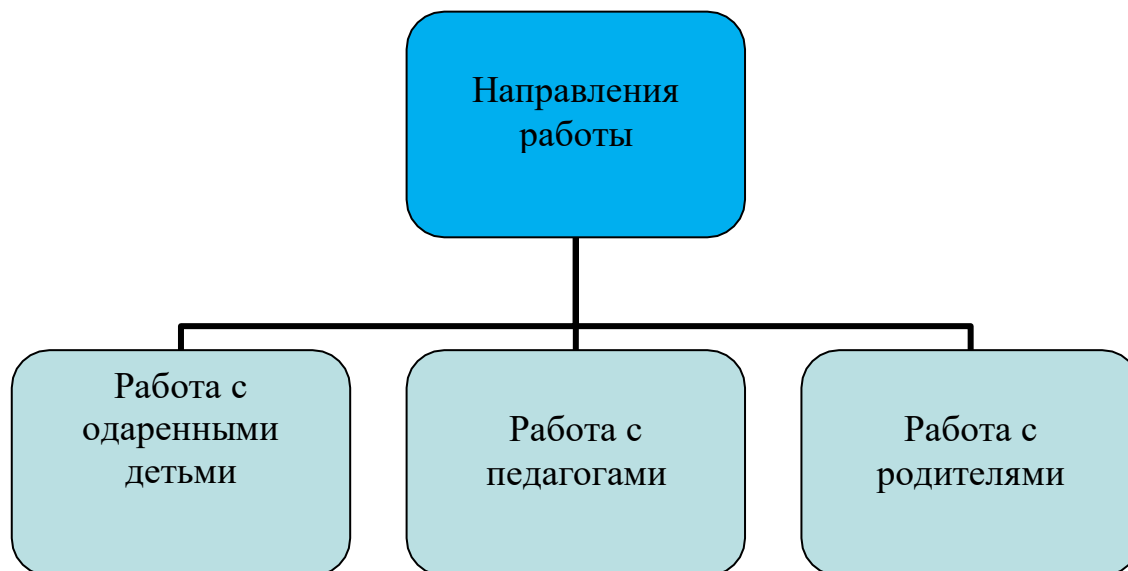 Направления
работы
Работа с
одаренными
детьми
Работа с
педагогами
Работа с
родителями